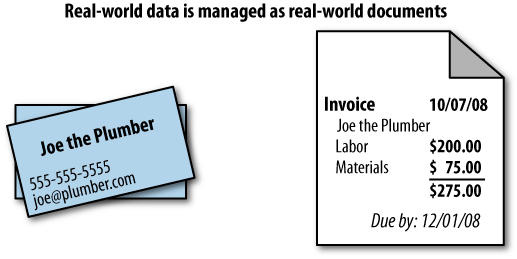 Real-world data is managed as real-world documents
Joe the Plumber
555-555-5555
joe@plumber.com
Invoice 10/07/08
Joe the Plumber
Labor $200.00
Materials $ 75.00
$275.00
Due by: 12/01/08